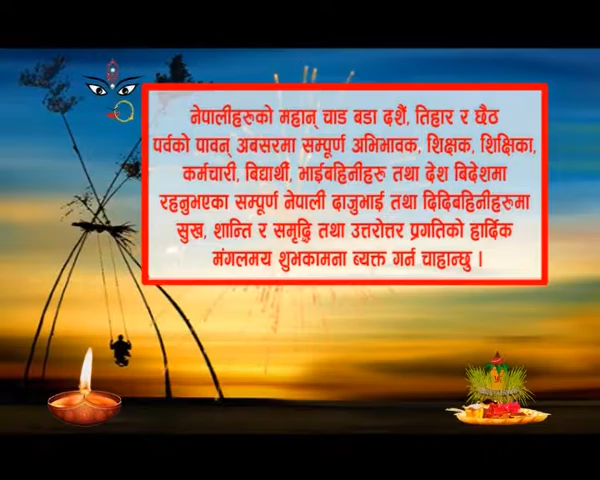 नेपालीहरुको महान् चाड बडा दशैं, तिहार र छैठ
पर्वको पावन् अबसरमा सम्पूर्ण अभिभावक, शिक्षक, शिक्षिका,
कर्मचारी, विद्यार्थी, भाईबहिनीहरु तथा देश बिदेशमा
रहनुभएका सम्पूर्ण नेपाली दाजुभाई तथा दिदिबहिनीहरुमा
सुख, शान्ति र समृद्धि तथा उत्तरोत्तर प्रगतिको हार्दिक
मंगलमय शुभकामना ब्यक्त गर्न चाहान्छु ।